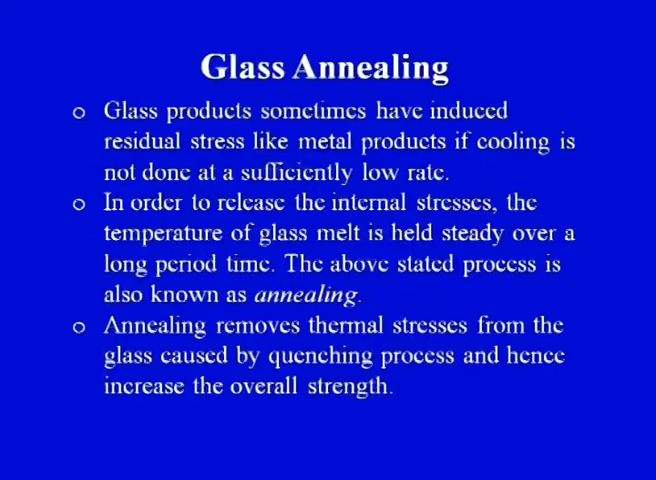 Glass Annealing
o Glass products sometimes have induced
residual stress like metal products if cooling is
not done at a sufficiently low rate.
o In order to release the internal stresses, the
temperature of glass melt is held steady over a
long period time. The above stated process is
also known as annealing.
o Annealing removes thermal stresses from the
glass caused by quenching process and hence
increase the overall strength.